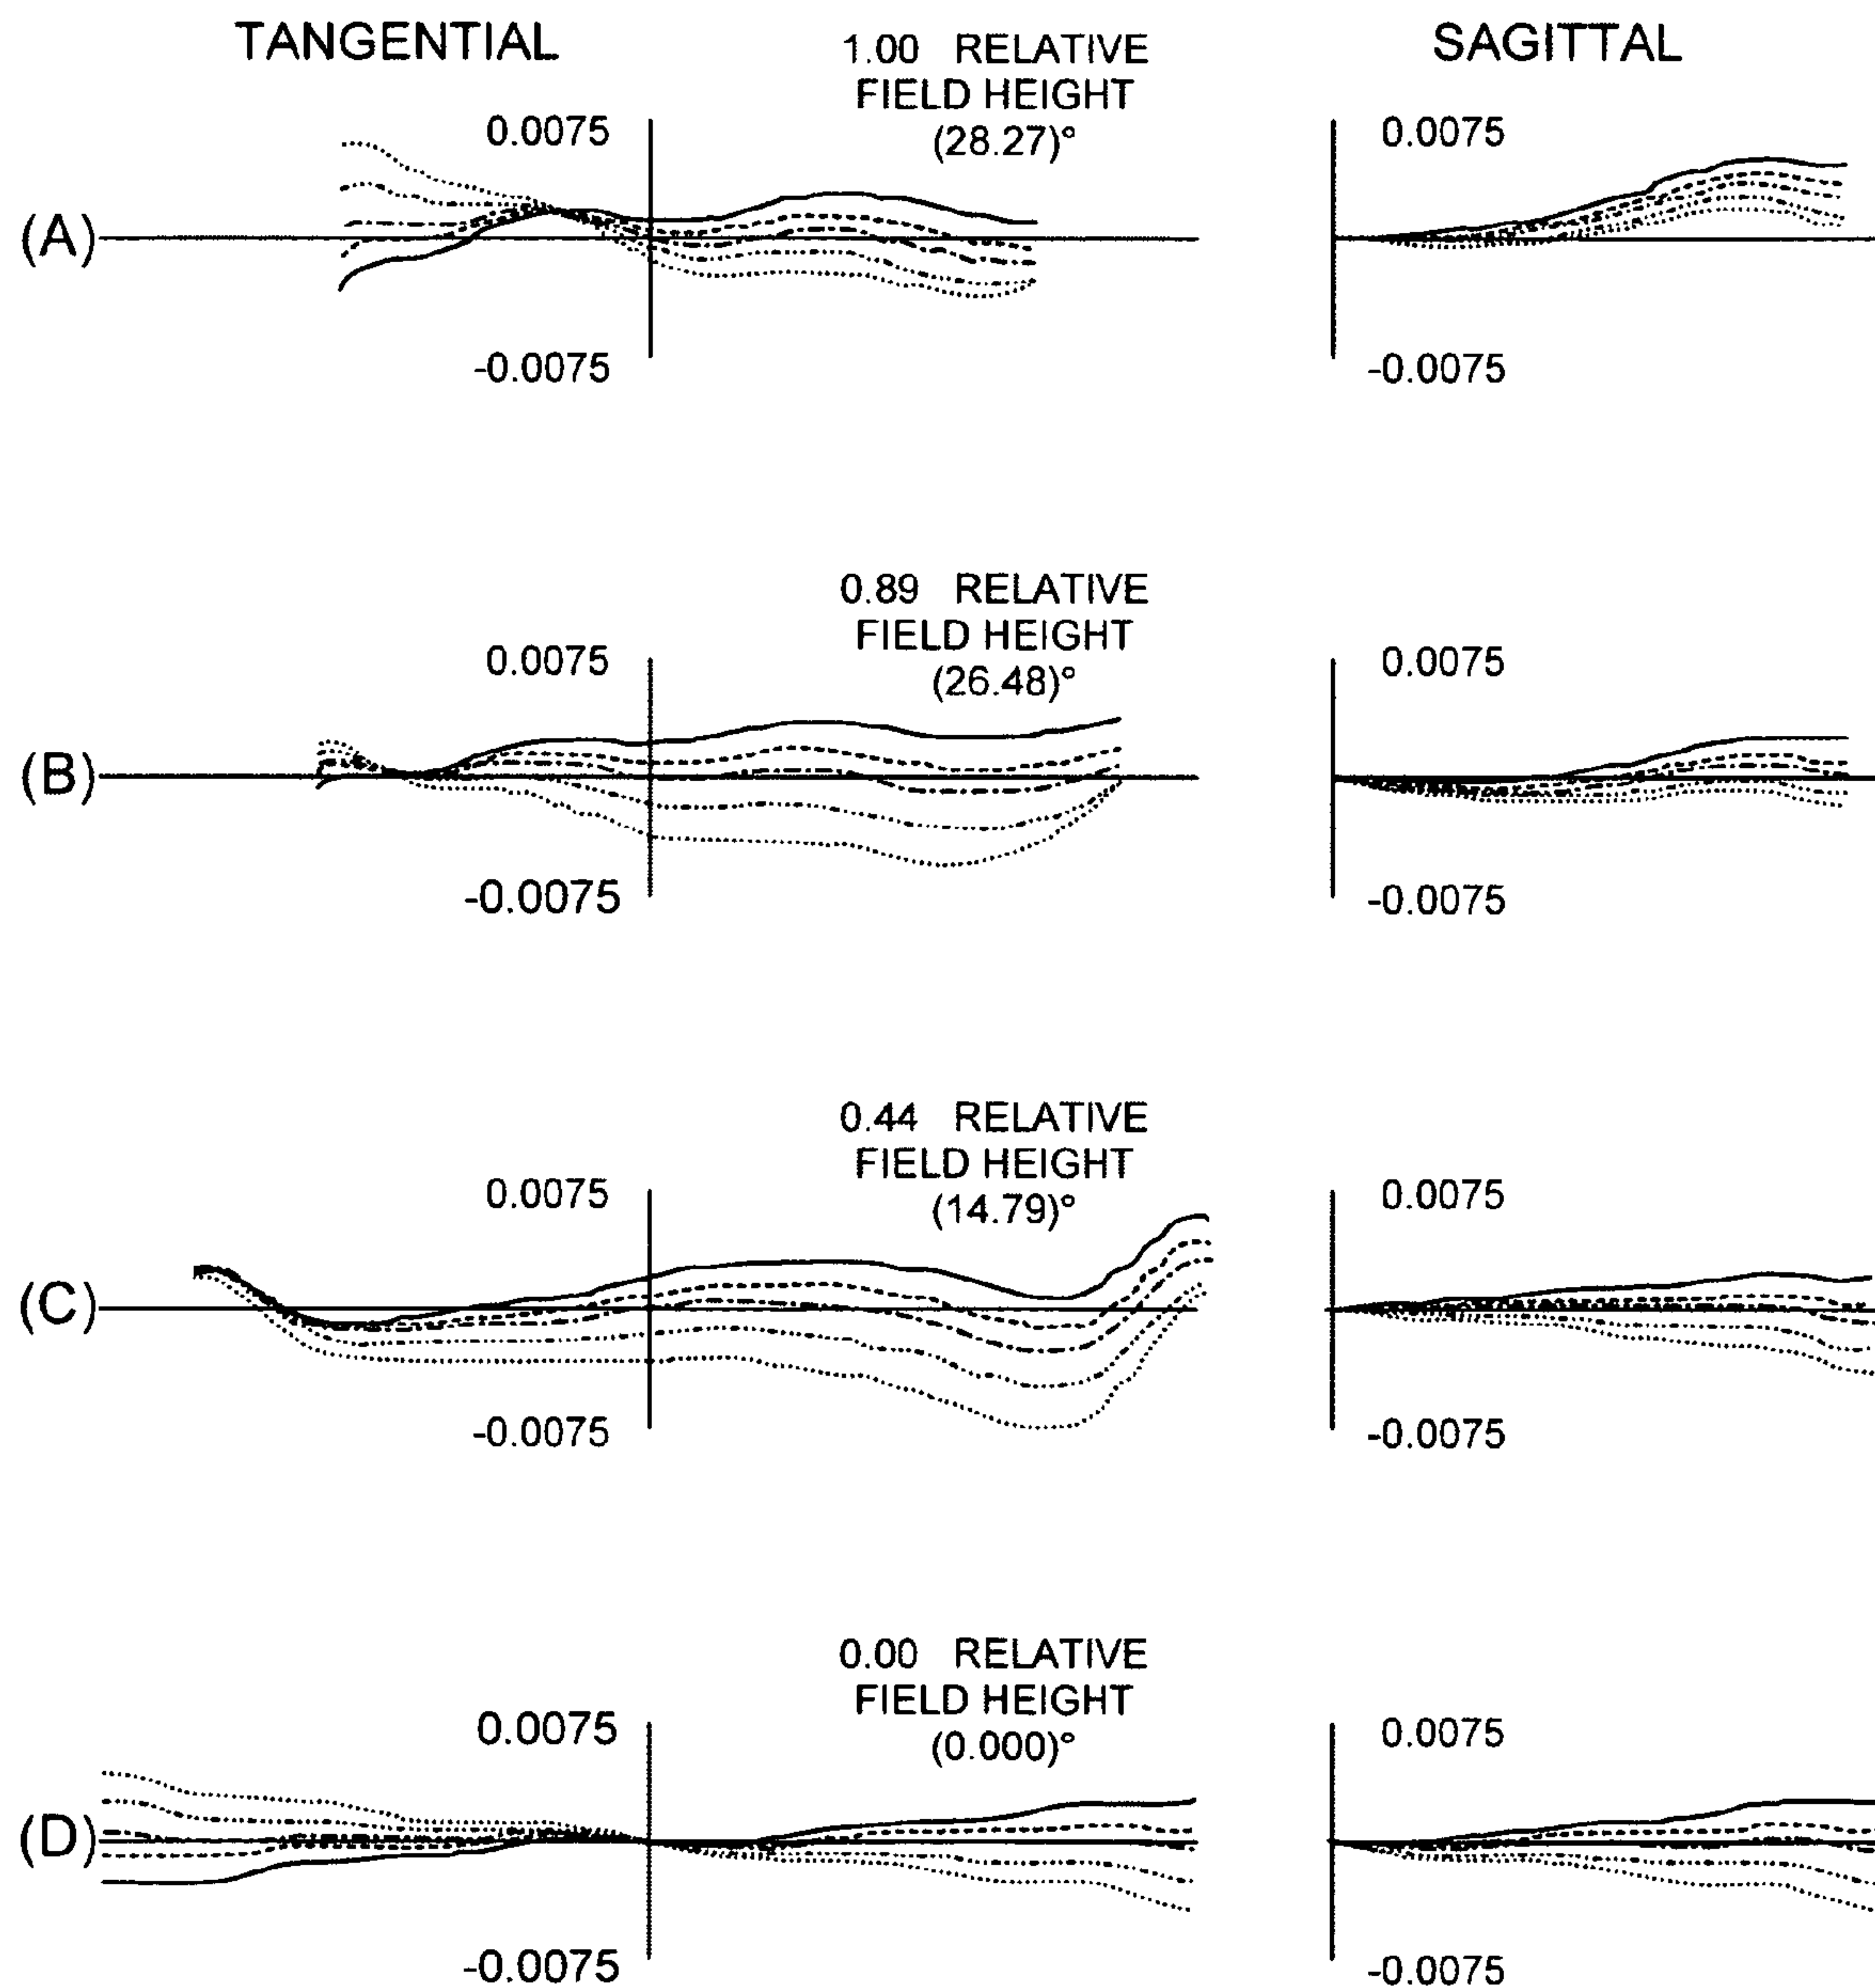 TANGENTIAL
1.00 RELATIVE
FIELD HEIGHT
(28.27)°
SAGITTAL
0.0075
0.0075
(A)
-0.0075
-0.0075
0.89 RELATIVE
FIELD HEIGHT
(26.48)°
0.0075
0.0075
(B)
-0.0075
-0.0075
0.44 RELATIVE
FIELD HEIGHT
(14.79)°
0.0075
0.0075
(C)
-0.0075
-0.0075
0.00 RELATIVE
FIELD HEIGHT
(0.000)°
0.0075
0.0075
(D)
-0.0075
-0.0075